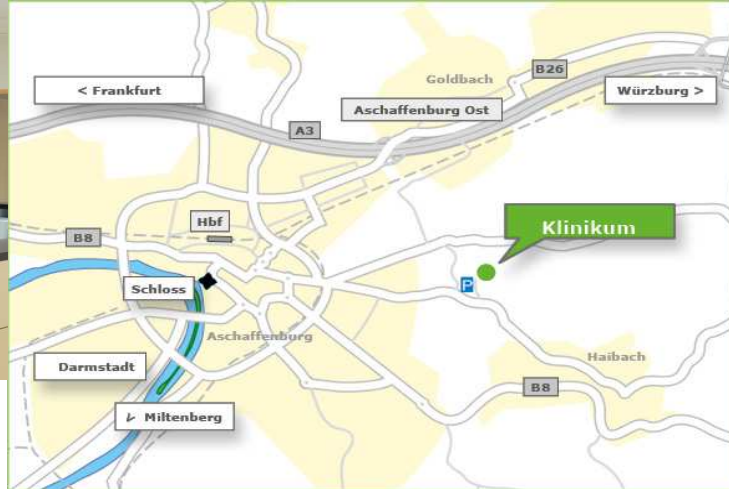 B26
Goldbach
< Frankfurt
Würzburg >
Aschaffenburg Ost
A3
Hbf
Klinikum
B8
P
Schloss
Aschaffenburg
Haibach
Darmstadt
B8
Miltenberg